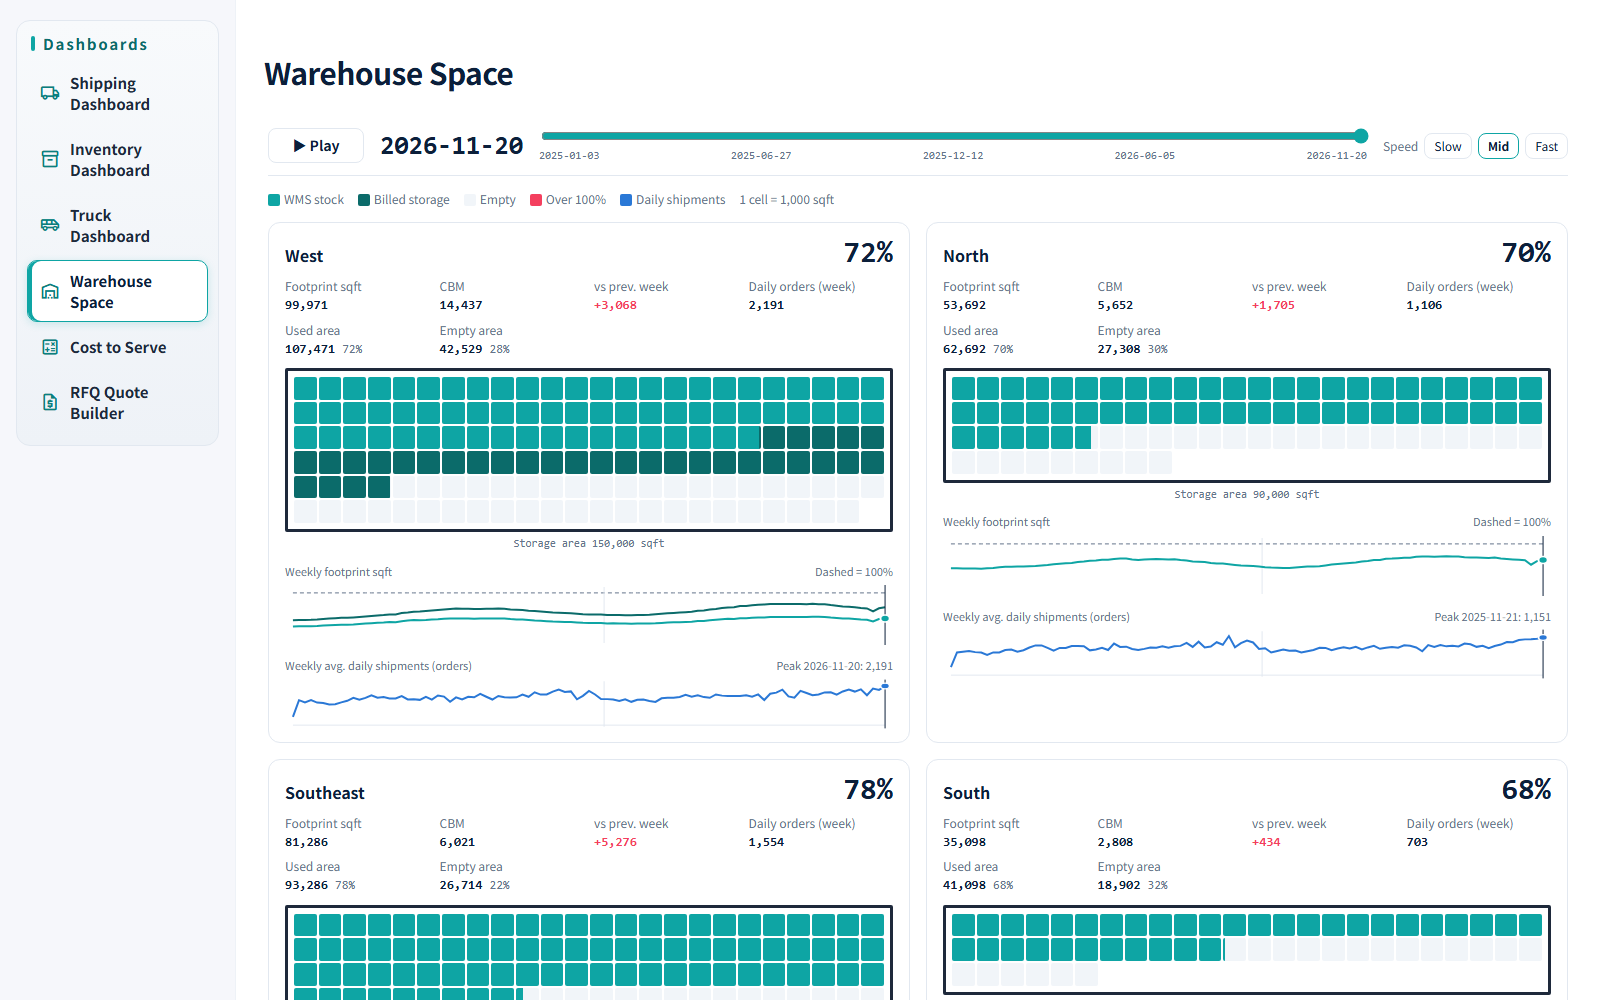 Dashboards
Shipping
Dashboard
Inventory
Dashboard
Truck
Dashboard
Warehouse
Space
Cost to Serve
RFQ Quote
Builder
Warehouse Space
Play
2026-11-20
2025-01-03
2025-06-27
2025-12-12
2026-06-05
2026-11-20
Speed
Slow
Mid
Fast
WMS stock
Billed storage
Empty
Over 100%
Daily shipments
1 cell = 1,000 sqft
West
72%
Footprint sqft
99,971
CBM
14,437
vs prev. week
+3,068
Daily orders (week)
2,191
Used area
107,471 72%
Empty area
42,529 28%
Storage area 150,000 sqft
Weekly footprint sqft
Dashed = 100%
Weekly avg. daily shipments (orders)
Peak 2026-11-20: 2,191
North
70%
Footprint sqft
53,692
CBM
5,652
vs prev. week
+1,705
Daily orders (week)
1,106
Used area
62,692 70%
Empty area
27,308 30%
Storage area 90,000 sqft
Weekly footprint sqft
Dashed = 100%
Weekly avg. daily shipments (orders)
Peak 2025-11-21: 1,151
Southeast
78%
Footprint sqft
81,286
CBM
6,021
vs prev. week
+5,276
Daily orders (week)
1,554
Used area
93,286 78%
Empty area
26,714 22%
South
68%
Footprint sqft
35,098
CBM
2,808
vs prev. week
+434
Daily orders (week)
703
Used area
41,098 68%
Empty area
18,902 32%